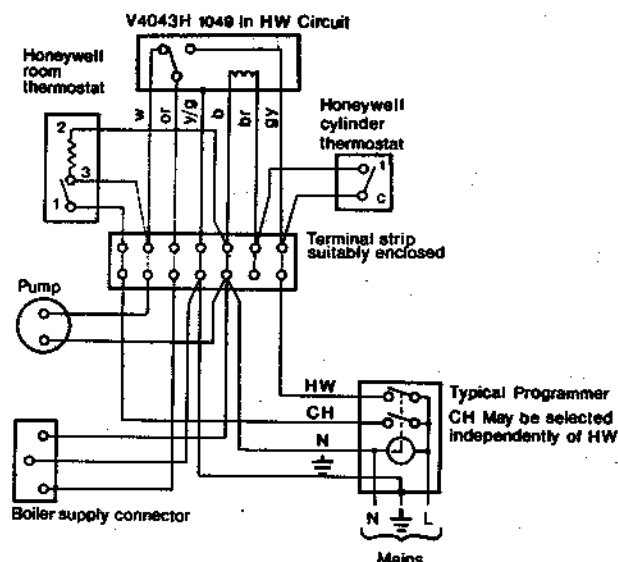 V4043H 1049 In HW Circuit
Honeywell
room
thermostat
w
or
y/g
b
br
gy
Honeywell
cylinder
thermostat
2
3
1
1
C
Terminal strip
suitably enclosed
Pump
HW
CH
N
Typical Programmer
CH May be selected
independently of HW
Boiler supply connector
N
L
Mains